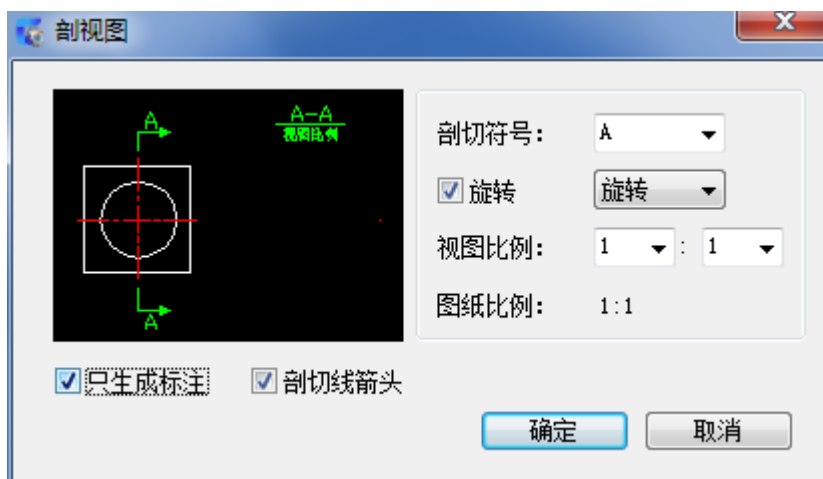 剖视图
A
A-A
视图比例
A
剖切符号： A
旋转 旋转
视图比例： 1 : 1
图纸比例： 1:1
只生成标注 剖切线箭头
确定 取消